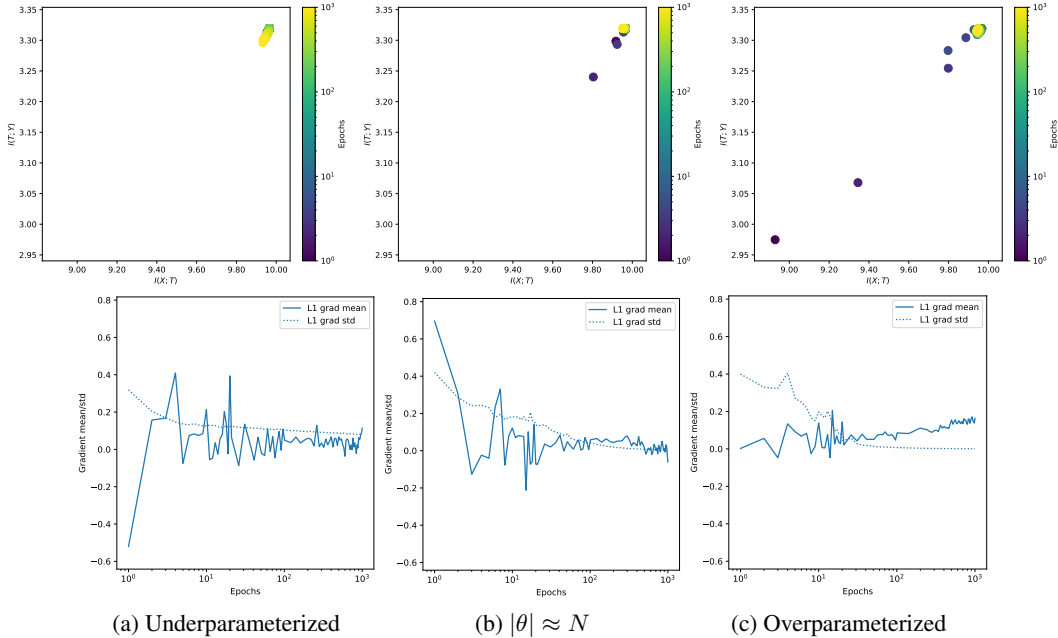 3.35
3.30
3.25
3.20
3.15
3.10
3.05
3.00
2.95
I(T; Y)
9.00 9.20 9.40 9.60 9.80 10.00
I(X; T)
10³
10²
10¹
10⁰
Epochs
3.35
3.30
3.25
3.20
3.15
3.10
3.05
3.00
2.95
I(T; Y)
9.00 9.20 9.40 9.60 9.80 10.00
I(X; T)
10³
10²
10¹
10⁰
Epochs
3.35
3.30
3.25
3.20
3.15
3.10
3.05
3.00
2.95
I(T; Y)
9.00 9.20 9.40 9.60 9.80 10.00
I(X; T)
10³
10²
10¹
10⁰
Epochs
0.8
0.6
0.4
0.2
0.0
−0.2
−0.4
−0.6
Gradient mean/std
L1 grad mean
L1 grad std
10⁰ 10¹ 10² 10³
Epochs
0.8
0.6
0.4
0.2
0.0
−0.2
−0.4
−0.6
Gradient mean/std
L1 grad mean
L1 grad std
10⁰ 10¹ 10² 10³
Epochs
0.8
0.6
0.4
0.2
0.0
−0.2
−0.4
−0.6
Gradient mean/std
L1 grad mean
L1 grad std
10⁰ 10¹ 10² 10³
Epochs
(a) Underparameterized
(b) |θ| ≈ N
(c) Overparameterized